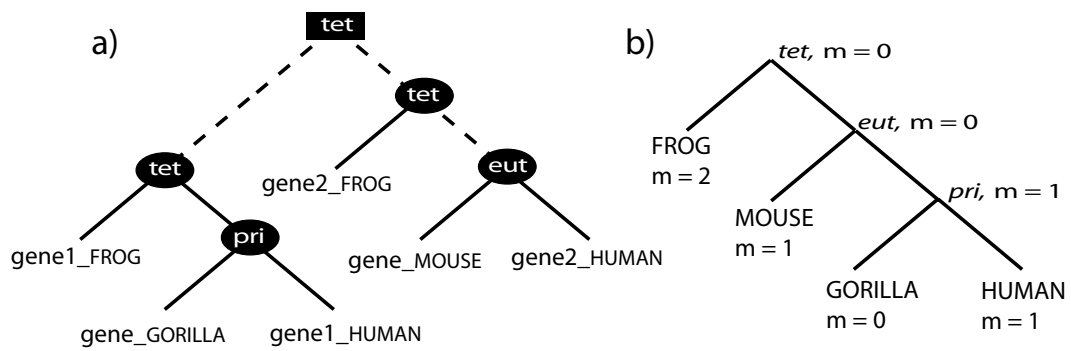 a)
tet
tet
tet
eut
gene2_FROG
pri
gene1_FROG
gene_MOUSE
gene2_HUMAN
gene_GORILLA
gene1_HUMAN
b)
tet, m = 0
eut, m = 0
FROG
m = 2
pri, m = 1
MOUSE
m = 1
GORILLA
m = 0
HUMAN
m = 1